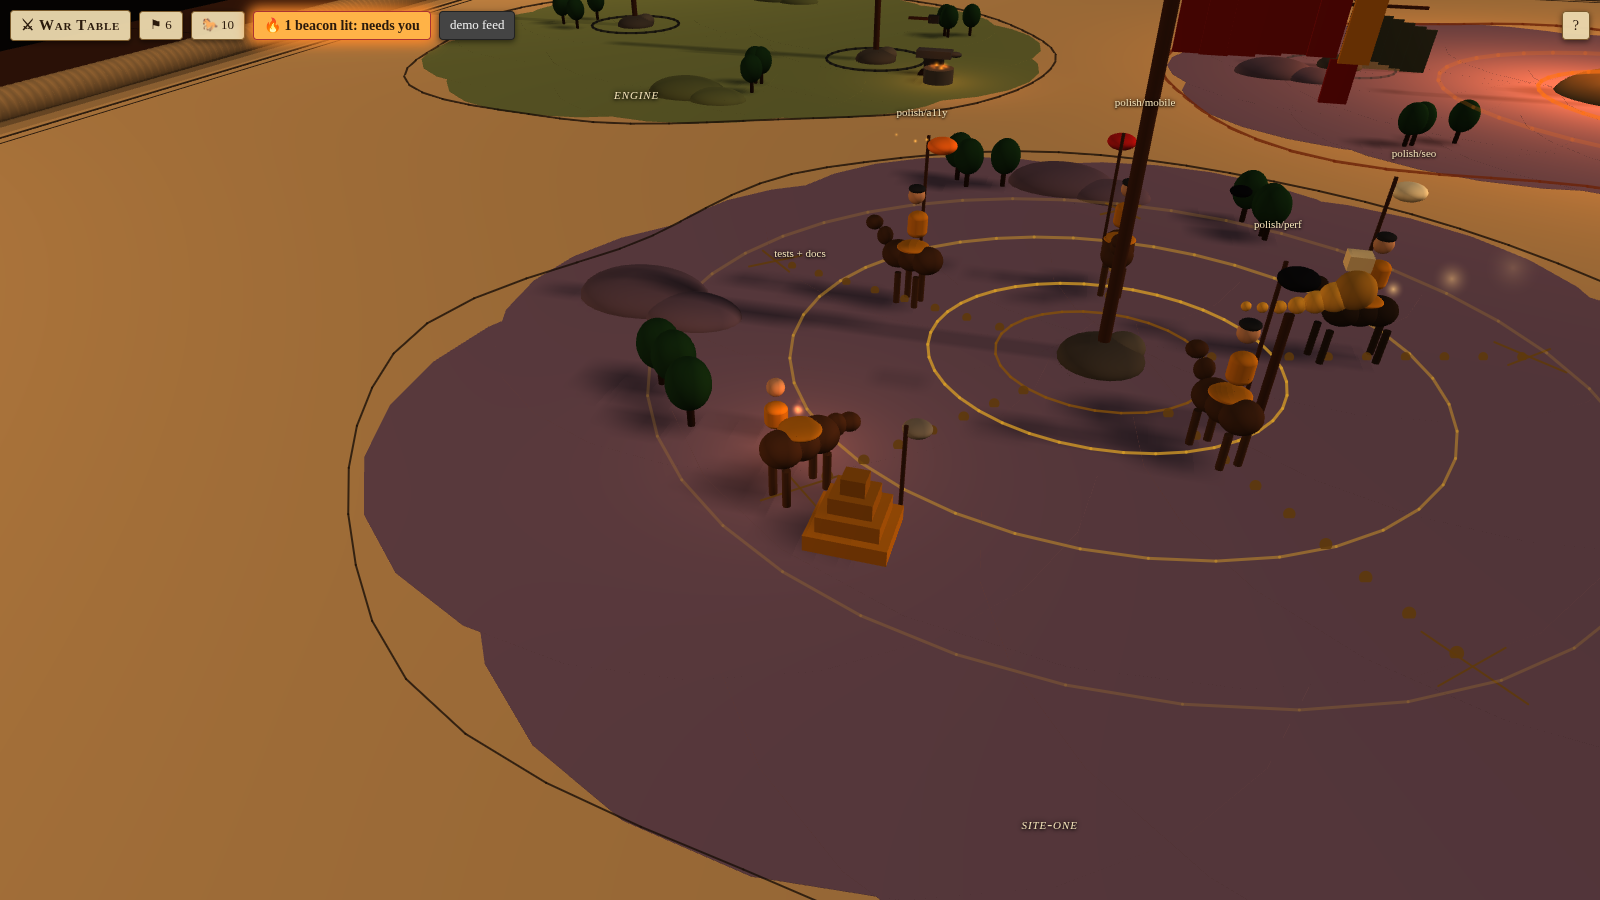 ⚔ War Table
⚑ 6
🐎 10
🔥 1 beacon lit: needs you
demo feed
?
ENGINE
polish/a11y
polish/mobile
polish/seo
polish/perf
tests + docs
SITE-ONE